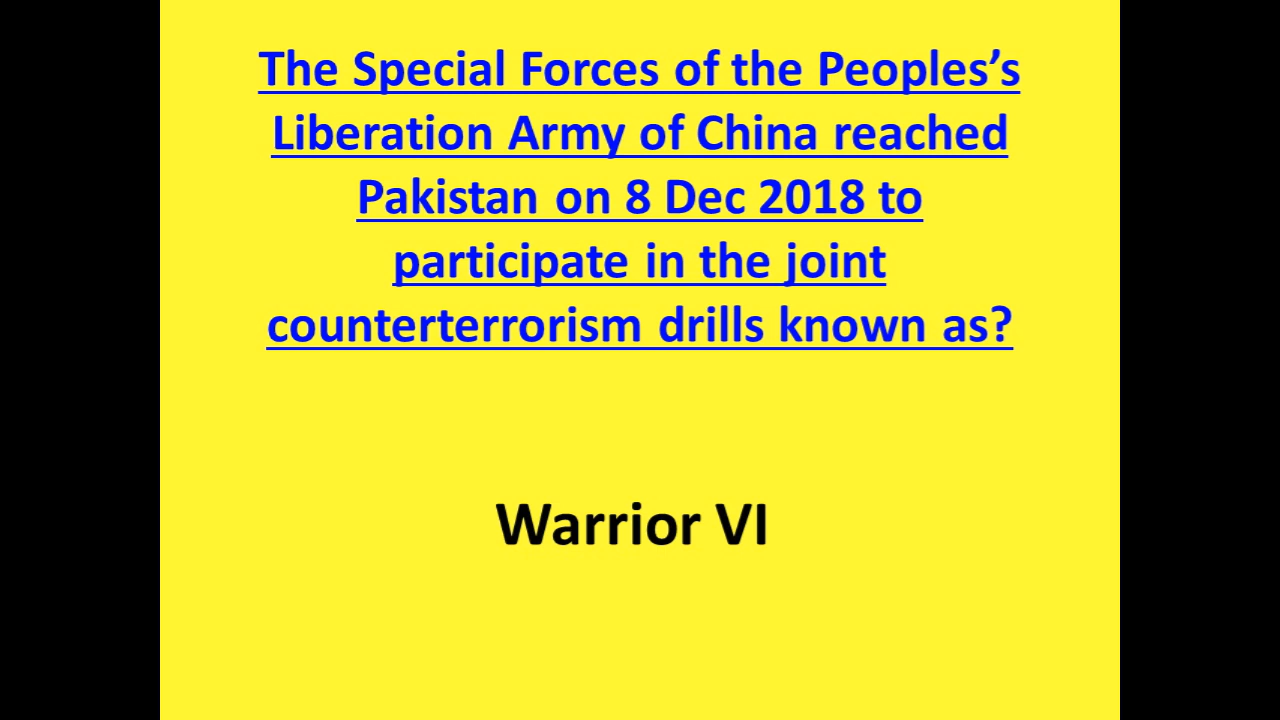 The Special Forces of the Peoples’s
Liberation Army of China reached
Pakistan on 8 Dec 2018 to
participate in the joint
counterterrorism drills known as?
Warrior VI